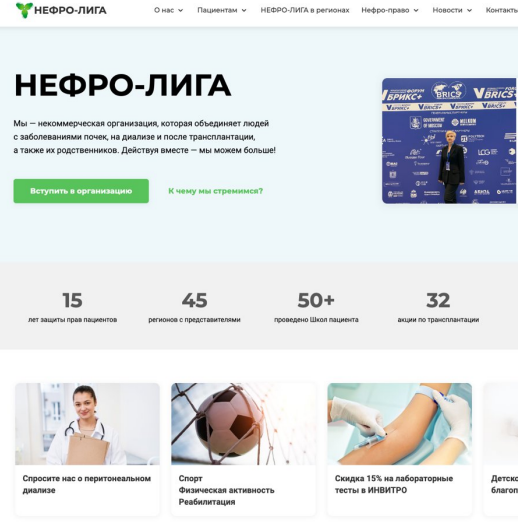 НЕФРО-ЛИГА
О нас Пациентам НЕФРО-ЛИГА в регионах Нефро-право Новости Контакты
НЕФРО-ЛИГА
Мы — некоммерческая организация, которая объединяет людей
с заболеваниями почек, на диализе и после трансплантации,
а также их родственников. Действуя вместе — мы можем больше!
Вступить в организацию
К чему мы стремимся?
БРИКС+
BRICS
BRICS+
15
45
50+
32
лет защиты прав пациентов
регионов с представителями
проведено Школ пациента
акции по трансплантации
Спросите нас о перитонеальном
диализе
Спорт
Физическая активность
Реабилитация
Скидка 15% на лабораторные
тесты в ИНВИТРО